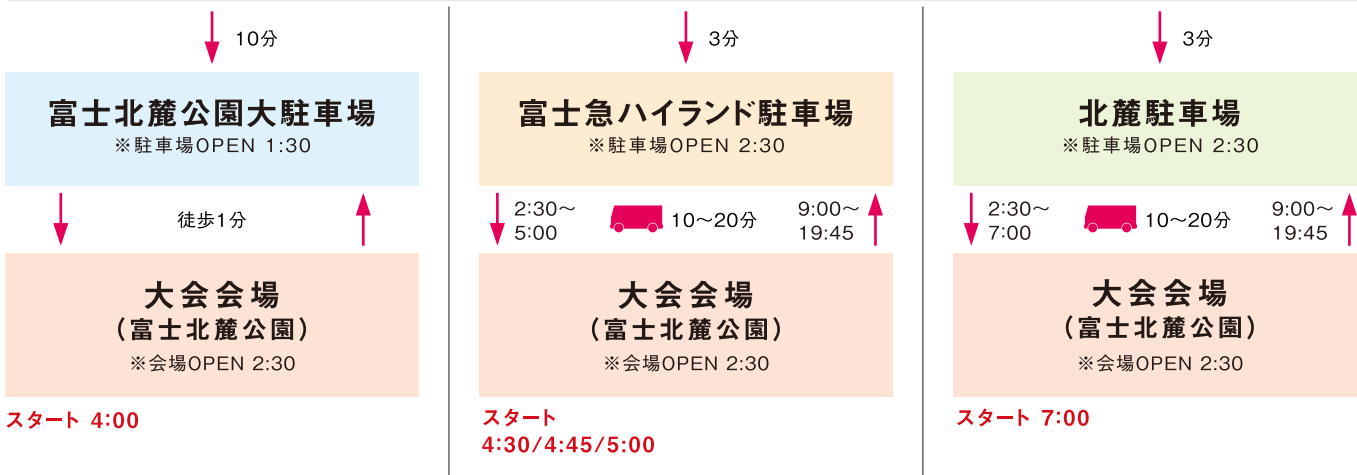 10分
富士北麓公園大駐車場
※駐車場OPEN 1:30
徒歩1分
大会会場
（富士北麓公園）
※会場OPEN 2:30
スタート 4:00
3分
富士急ハイランド駐車場
※駐車場OPEN 2:30
2:30〜
5:00
10〜20分
9:00〜
19:45
大会会場
（富士北麓公園）
※会場OPEN 2:30
スタート
4:30/4:45/5:00
3分
北麓駐車場
※駐車場OPEN 2:30
2:30〜
7:00
10〜20分
9:00〜
19:45
大会会場
（富士北麓公園）
※会場OPEN 2:30
スタート 7:00